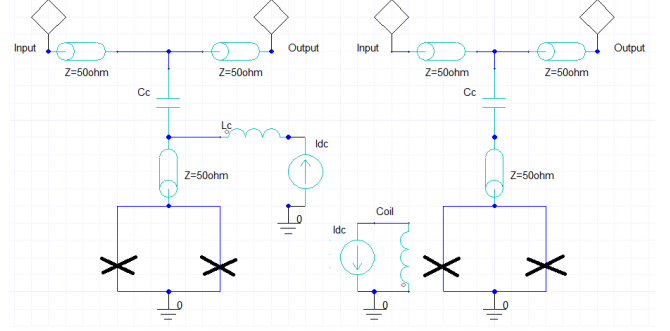 Input Output Input Output
Z=50ohm Z=50ohm Z=50ohm Z=50ohm
Cc Cc
Lc
Idc
Z=50ohm Z=50ohm
0
Coil
Idc
0 0 0